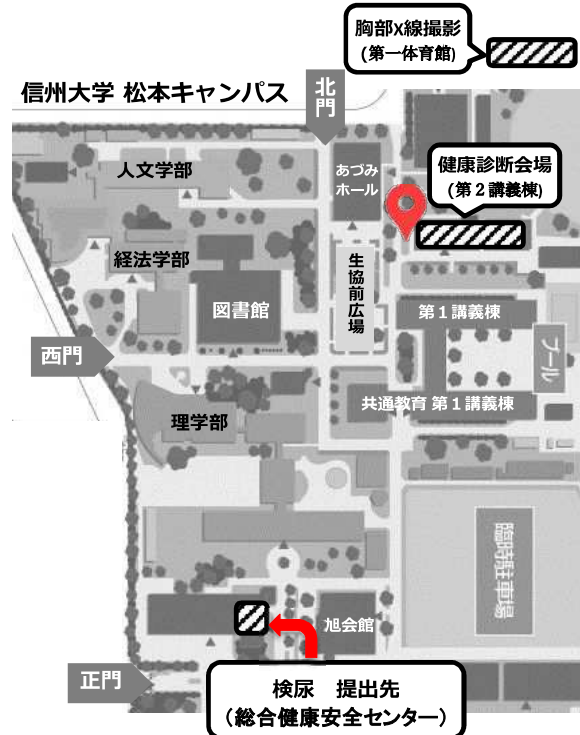 胸部X線撮影
(第一体育館)
信州大学 松本キャンパス
北門
人文学部
あづみ
ホール
健康診断会場
(第２講義棟)
経法学部
生協前広場
図書館
第１講義棟
プール
西門
共通教育 第１講義棟
理学部
臨時駐車場
旭会館
正門
検尿　提出先
（総合健康安全センター）